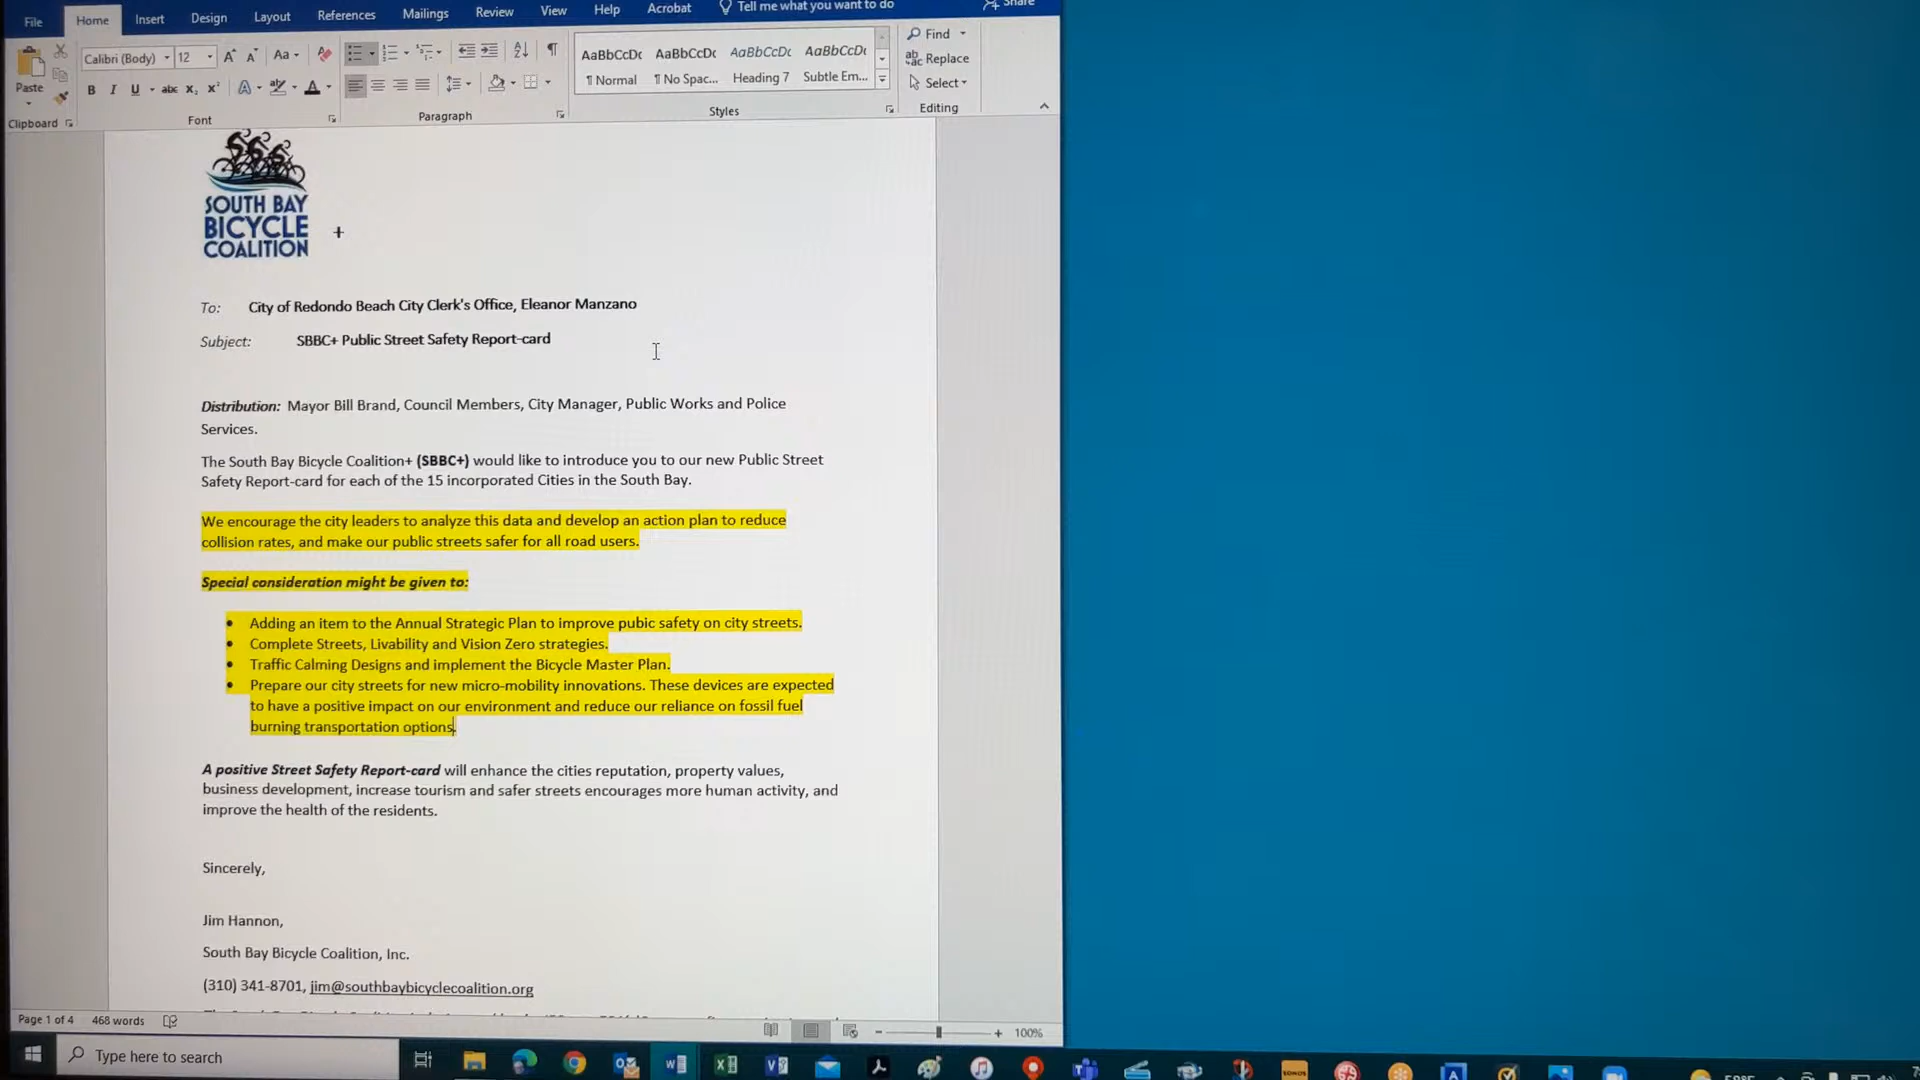 File Home Insert Design Layout References Mailings Review View Help Acrobat Tell me what you want to do Share
Paste
Clipboard
Calibri (Body) 12
Aa
B I U abc X₂ X²
Font
Paragraph
AaBbCcDc AaBbCcDc AaBbCcDc AaBbCcDc
¶ Normal ¶ No Spac... Heading 7 Subtle Em...
Styles
Find
Replace
Select
Editing
SOUTH BAY
BICYCLE
COALITION +
To: City of Redondo Beach City Clerk's Office, Eleanor Manzano
Subject: SBBC+ Public Street Safety Report-card
Distribution: Mayor Bill Brand, Council Members, City Manager, Public Works and Police
Services.
The South Bay Bicycle Coalition+ (SBBC+) would like to introduce you to our new Public Street
Safety Report-card for each of the 15 incorporated Cities in the South Bay.
We encourage the city leaders to analyze this data and develop an action plan to reduce
collision rates, and make our public streets safer for all road users.
Special consideration might be given to:
• Adding an item to the Annual Strategic Plan to improve pubic safety on city streets.
• Complete Streets, Livability and Vision Zero strategies.
• Traffic Calming Designs and implement the Bicycle Master Plan.
• Prepare our city streets for new micro-mobility innovations. These devices are expected
to have a positive impact on our environment and reduce our reliance on fossil fuel
burning transportation options.
A positive Street Safety Report-card will enhance the cities reputation, property values,
business development, increase tourism and safer streets encourages more human activity, and
improve the health of the residents.
Sincerely,
Jim Hannon,
South Bay Bicycle Coalition, Inc.
(310) 341-8701, jim@southbaybicyclecoalition.org
Page 1 of 4 468 words
100%
Type here to search